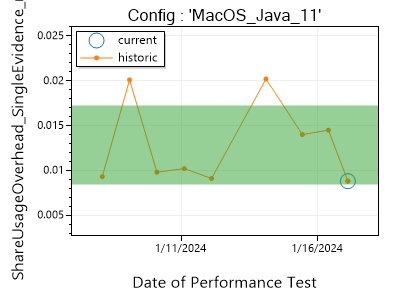 Config : 'MacOS_Java_11'
ShareUsageOverhead_SingleEvidence_
0.025
0.02
0.015
0.01
0.005
current
historic
1/11/2024
1/16/2024
Date of Performance Test